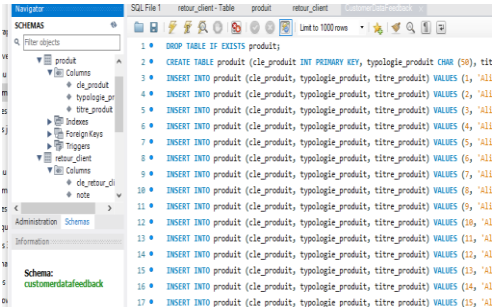 Navigator
SCHEMAS
Filter objects
produit
Columns
cle_produit
typologie_pr
titre_produit
Indexes
Foreign Keys
Triggers
retour_client
Columns
cle_retour_cli
note
Administration Schemas
Information
Schema:
customerdatafeedback
SQL File 1 retour_client - Table produit retour_client CustomerDataFeedback
Limit to 1000 rows
1 DROP TABLE IF EXISTS produit;
2 CREATE TABLE produit (cle_produit INT PRIMARY KEY, typologie_produit CHAR (50), tit
3 INSERT INTO produit (cle_produit, typologie_produit, titre_produit) VALUES (1, 'Ali
4 INSERT INTO produit (cle_produit, typologie_produit, titre_produit) VALUES (2, 'Ali
5 INSERT INTO produit (cle_produit, typologie_produit, titre_produit) VALUES (3, 'Ali
6 INSERT INTO produit (cle_produit, typologie_produit, titre_produit) VALUES (4, 'Ali
7 INSERT INTO produit (cle_produit, typologie_produit, titre_produit) VALUES (5, 'Ali
8 INSERT INTO produit (cle_produit, typologie_produit, titre_produit) VALUES (6, 'Ali
9 INSERT INTO produit (cle_produit, typologie_produit, titre_produit) VALUES (7, 'Ali
10 INSERT INTO produit (cle_produit, typologie_produit, titre_produit) VALUES (8, 'Ali
11 INSERT INTO produit (cle_produit, typologie_produit, titre_produit) VALUES (9, 'Ali
12 INSERT INTO produit (cle_produit, typologie_produit, titre_produit) VALUES (10, 'Al
13 INSERT INTO produit (cle_produit, typologie_produit, titre_produit) VALUES (11, 'Al
14 INSERT INTO produit (cle_produit, typologie_produit, titre_produit) VALUES (12, 'Al
15 INSERT INTO produit (cle_produit, typologie_produit, titre_produit) VALUES (13, 'Al
16 INSERT INTO produit (cle_produit, typologie_produit, titre_produit) VALUES (14, 'Al
17 INSERT INTO produit (cle_produit, typologie_produit, titre_produit) VALUES (15, 'Al